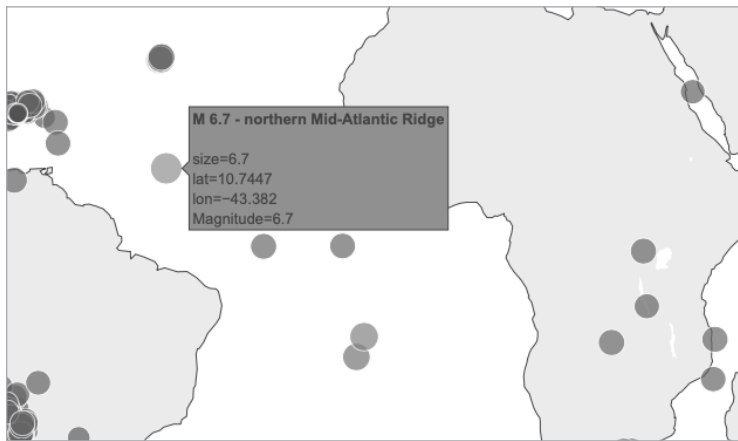 M 6.7 - northern Mid-Atlantic Ridge
size=6.7
lat=10.7447
lon=−43.382
Magnitude=6.7